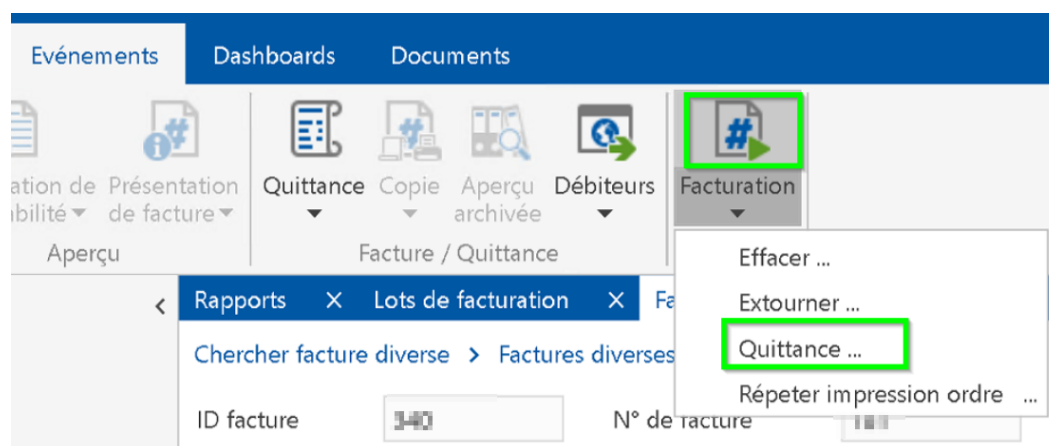 Evénements Dashboards Documents
ation de Présentation Quittance Copie Aperçu Débiteurs Facturation
abilité de facture archivée
Aperçu Facture / Quittance
Effacer ...
Rapports X Lots de facturation X Fa
Extourner ...
Chercher facture diverse > Factures diverses
Quittance ...
Répeter impression ordre ...
ID facture N° de facture